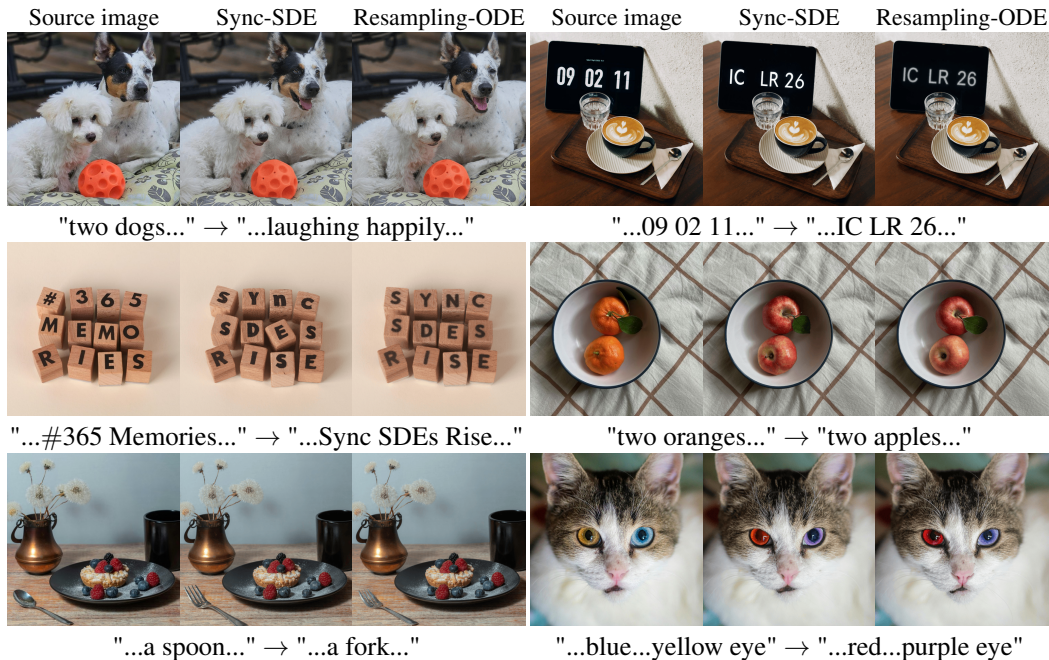 Source image Sync-SDE Resampling-ODE Source image Sync-SDE Resampling-ODE
09 02 11 IC LR 26 IC LR 26
"two dogs..." → "...laughing happily..." "...09 02 11..." → "...IC LR 26..."
#365 sync SYNC
MEMO SDES SDES
RIES RISE RISE
"...#365 Memories..." → "...Sync SDEs Rise..." "two oranges..." → "two apples..."
"...a spoon..." → "...a fork..." "...blue...yellow eye" → "...red...purple eye"